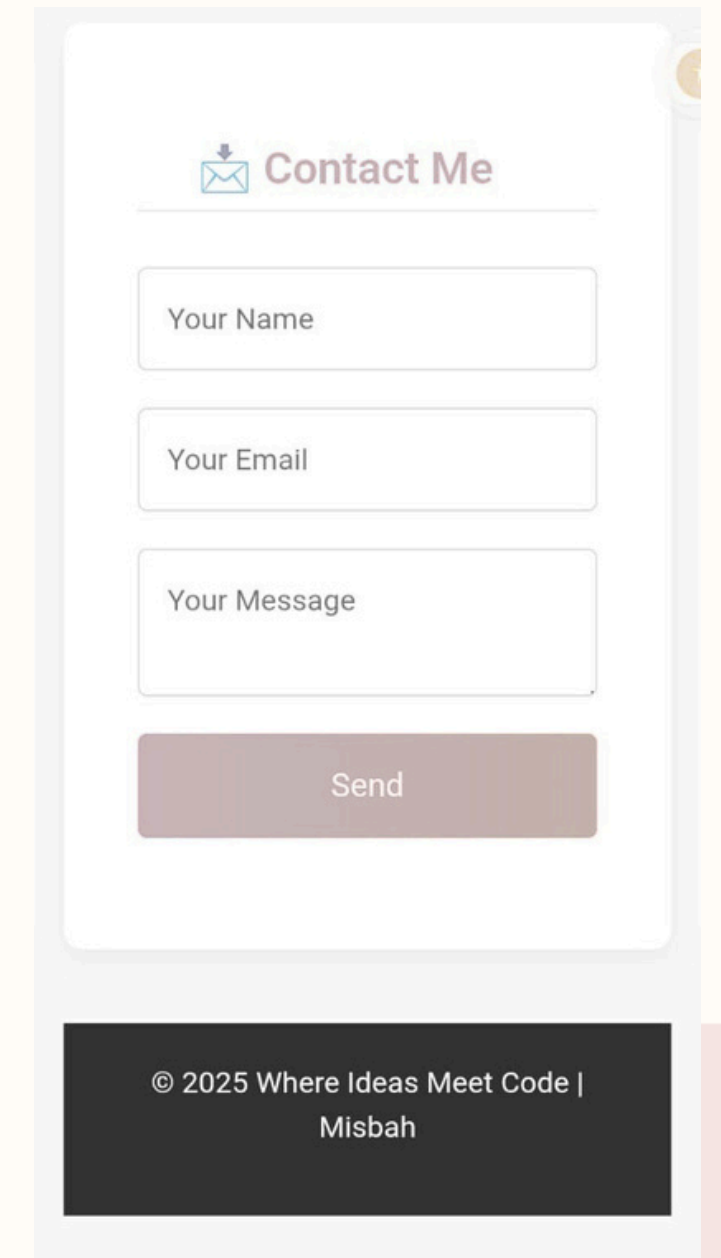 📩 Contact Me
Your Name
Your Email
Your Message
Send
© 2025 Where Ideas Meet Code |
Misbah